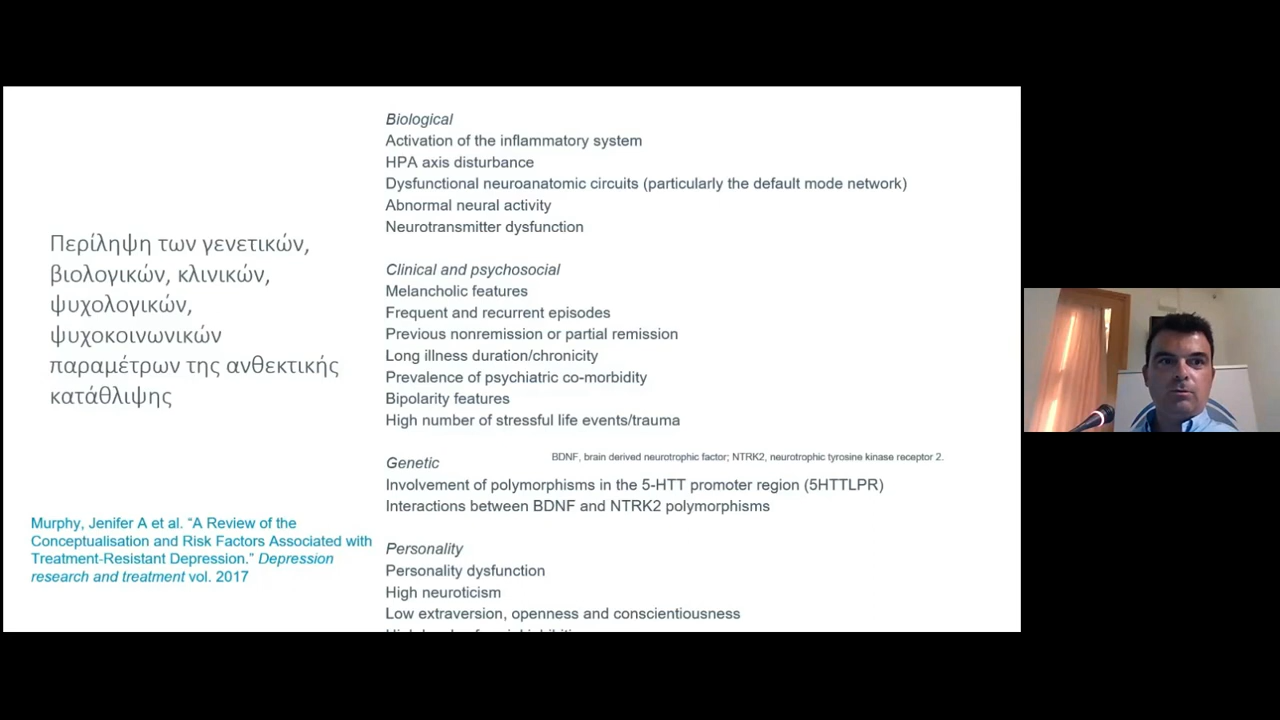 Περίληψη των γενετικών,
βιολογικών, κλινικών,
ψυχολογικών,
ψυχοκοινωνικών
παραμέτρων της ανθεκτικής
κατάθλιψης
Murphy, Jenifer A et al. “A Review of the
Conceptualisation and Risk Factors Associated with
Treatment-Resistant Depression.” Depression
research and treatment vol. 2017
Biological
Activation of the inflammatory system
HPA axis disturbance
Dysfunctional neuroanatomic circuits (particularly the default mode network)
Abnormal neural activity
Neurotransmitter dysfunction
Clinical and psychosocial
Melancholic features
Frequent and recurrent episodes
Previous nonremission or partial remission
Long illness duration/chronicity
Prevalence of psychiatric co-morbidity
Bipolarity features
High number of stressful life events/trauma
BDNF, brain derived neurotrophic factor; NTRK2, neurotrophic tyrosine kinase receptor 2.
Genetic
Involvement of polymorphisms in the 5-HTT promoter region (5HTTLPR)
Interactions between BDNF and NTRK2 polymorphisms
Personality
Personality dysfunction
High neuroticism
Low extraversion, openness and conscientiousness